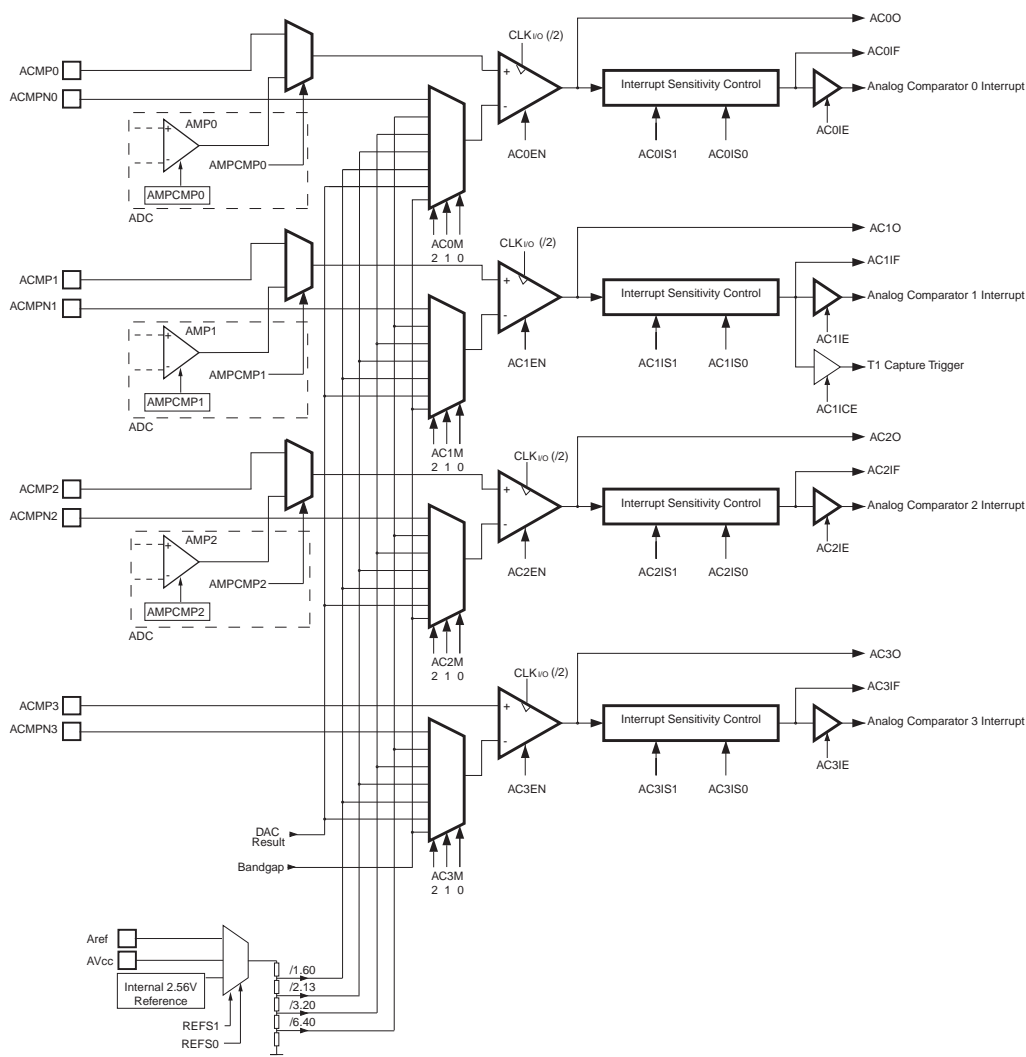 AC0O
CLKI/O (/2)
AC0IF
ACMP0
+
Interrupt Sensitivity Control
Analog Comparator 0 Interrupt
ACMPN0
-
AMP0
+
-
AC0IE
AMPCMP0
AC0EN
AC0IS1
AC0IS0
AMPCMP0
ADC
AC0M
2 1 0
AC1O
CLKI/O (/2)
AC1IF
ACMP1
+
Interrupt Sensitivity Control
Analog Comparator 1 Interrupt
ACMPN1
-
AMP1
+
-
AC1IE
AC1EN
AC1IS1
AC1IS0
T1 Capture Trigger
AMPCMP1
AMPCMP1
AC1ICE
ADC
AC1M
2 1 0
AC2O
CLKI/O (/2)
AC2IF
ACMP2
+
Interrupt Sensitivity Control
Analog Comparator 2 Interrupt
ACMPN2
-
AMP2
+
-
AC2IE
AC2EN
AC2IS1
AC2IS0
AMPCMP2
AMPCMP2
ADC
AC2M
2 1 0
AC3O
CLKI/O (/2)
AC3IF
ACMP3
+
Interrupt Sensitivity Control
Analog Comparator 3 Interrupt
ACMPN3
-
AC3IE
AC3EN
AC3IS1
AC3IS0
DAC
Result
Bandgap
AC3M
2 1 0
Aref
AVcc
/1.60
Internal 2.56V
Reference
/2.13
/3.20
REFS1
/6.40
REFS0